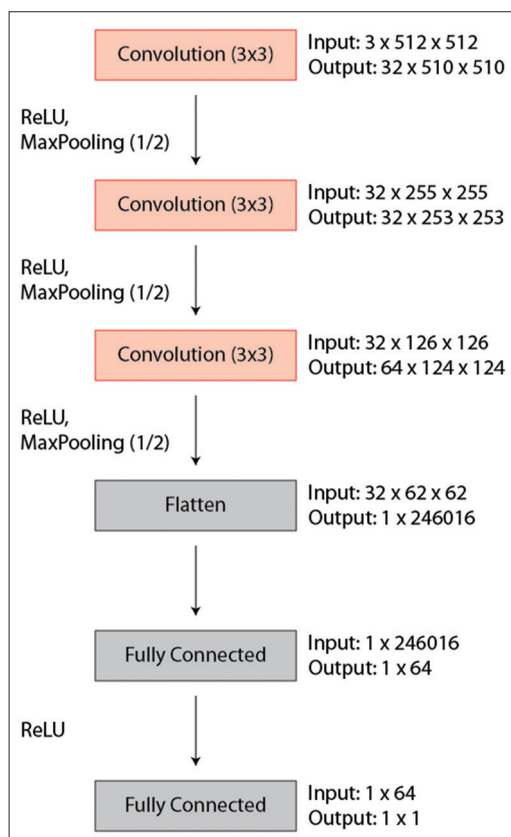 Convolution (3x3)
Input: 3 x 512 x 512
Output: 32 x 510 x 510
ReLU,
MaxPooling (1/2)
Convolution (3x3)
Input: 32 x 255 x 255
Output: 32 x 253 x 253
ReLU,
MaxPooling (1/2)
Convolution (3x3)
Input: 32 x 126 x 126
Output: 64 x 124 x 124
ReLU,
MaxPooling (1/2)
Flatten
Input: 32 x 62 x 62
Output: 1 x 246016
Fully Connected
Input: 1 x 246016
Output: 1 x 64
ReLU
Fully Connected
Input: 1 x 64
Output: 1 x 1